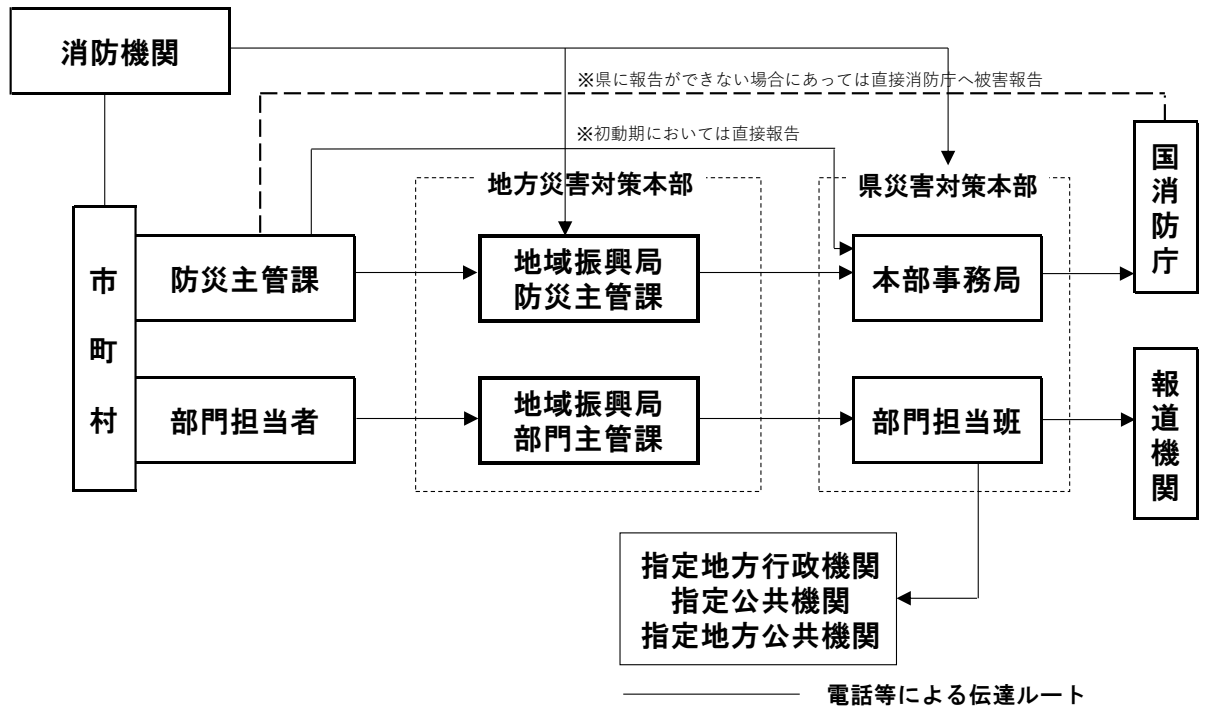 消防機関
※県に報告ができない場合にあっては直接消防庁へ被害報告
※初動期においては直接報告
国消防庁
地方災害対策本部
県災害対策本部
市町村
防災主管課
地域振興局
防災主管課
本部事務局
部門担当者
地域振興局
部門主管課
部門担当班
報道機関
指定地方行政機関
指定公共機関
指定地方公共機関
電話等による伝達ルート